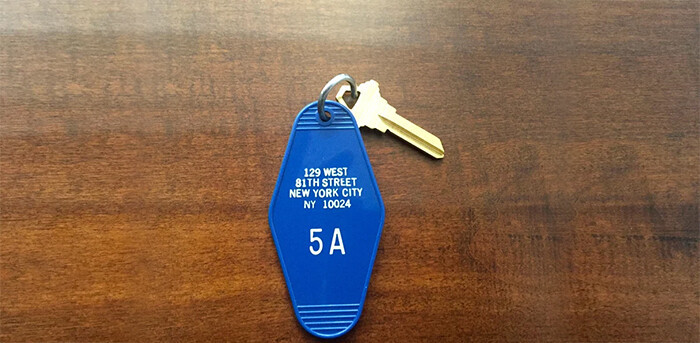 129 WEST
81TH STREET
NEW YORK CITY
NY 10024
5A